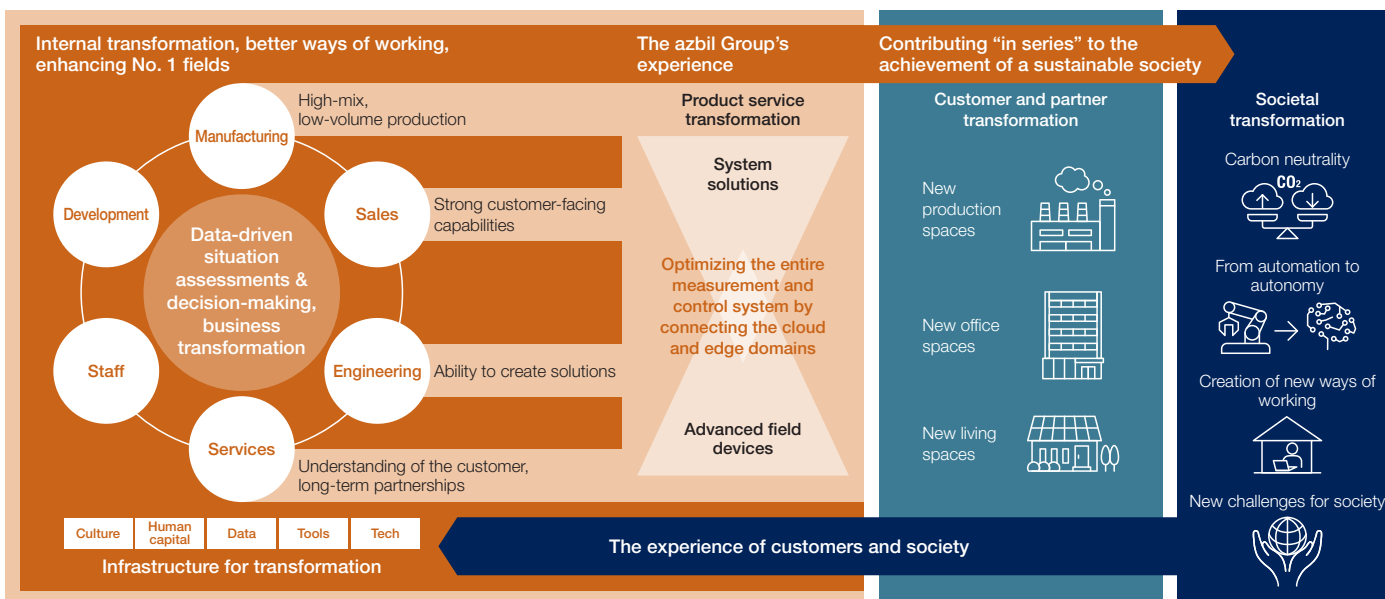 Internal transformation, better ways of working,
enhancing No. 1 fields
Manufacturing
High-mix,
low-volume production
Development
Sales
Strong customer-facing
capabilities
Data-driven
situation
assessments &
decision-making,
business
transformation
Staff
Engineering
Ability to create solutions
Services
Understanding of the customer,
long-term partnerships
Culture
Human
capital
Data
Tools
Tech
Infrastructure for transformation
The azbil Group's
experience
Product service
transformation
System
solutions
Optimizing the entire
measurement and
control system by
connecting the cloud
and edge domains
Advanced field
devices
Contributing “in series” to the
achievement of a sustainable society
Customer and partner
transformation
New
production
spaces
New office
spaces
New living
spaces
Societal
transformation
Carbon neutrality
CO₂
From automation to
autonomy
Creation of new ways of
working
New challenges for society
The experience of customers and society